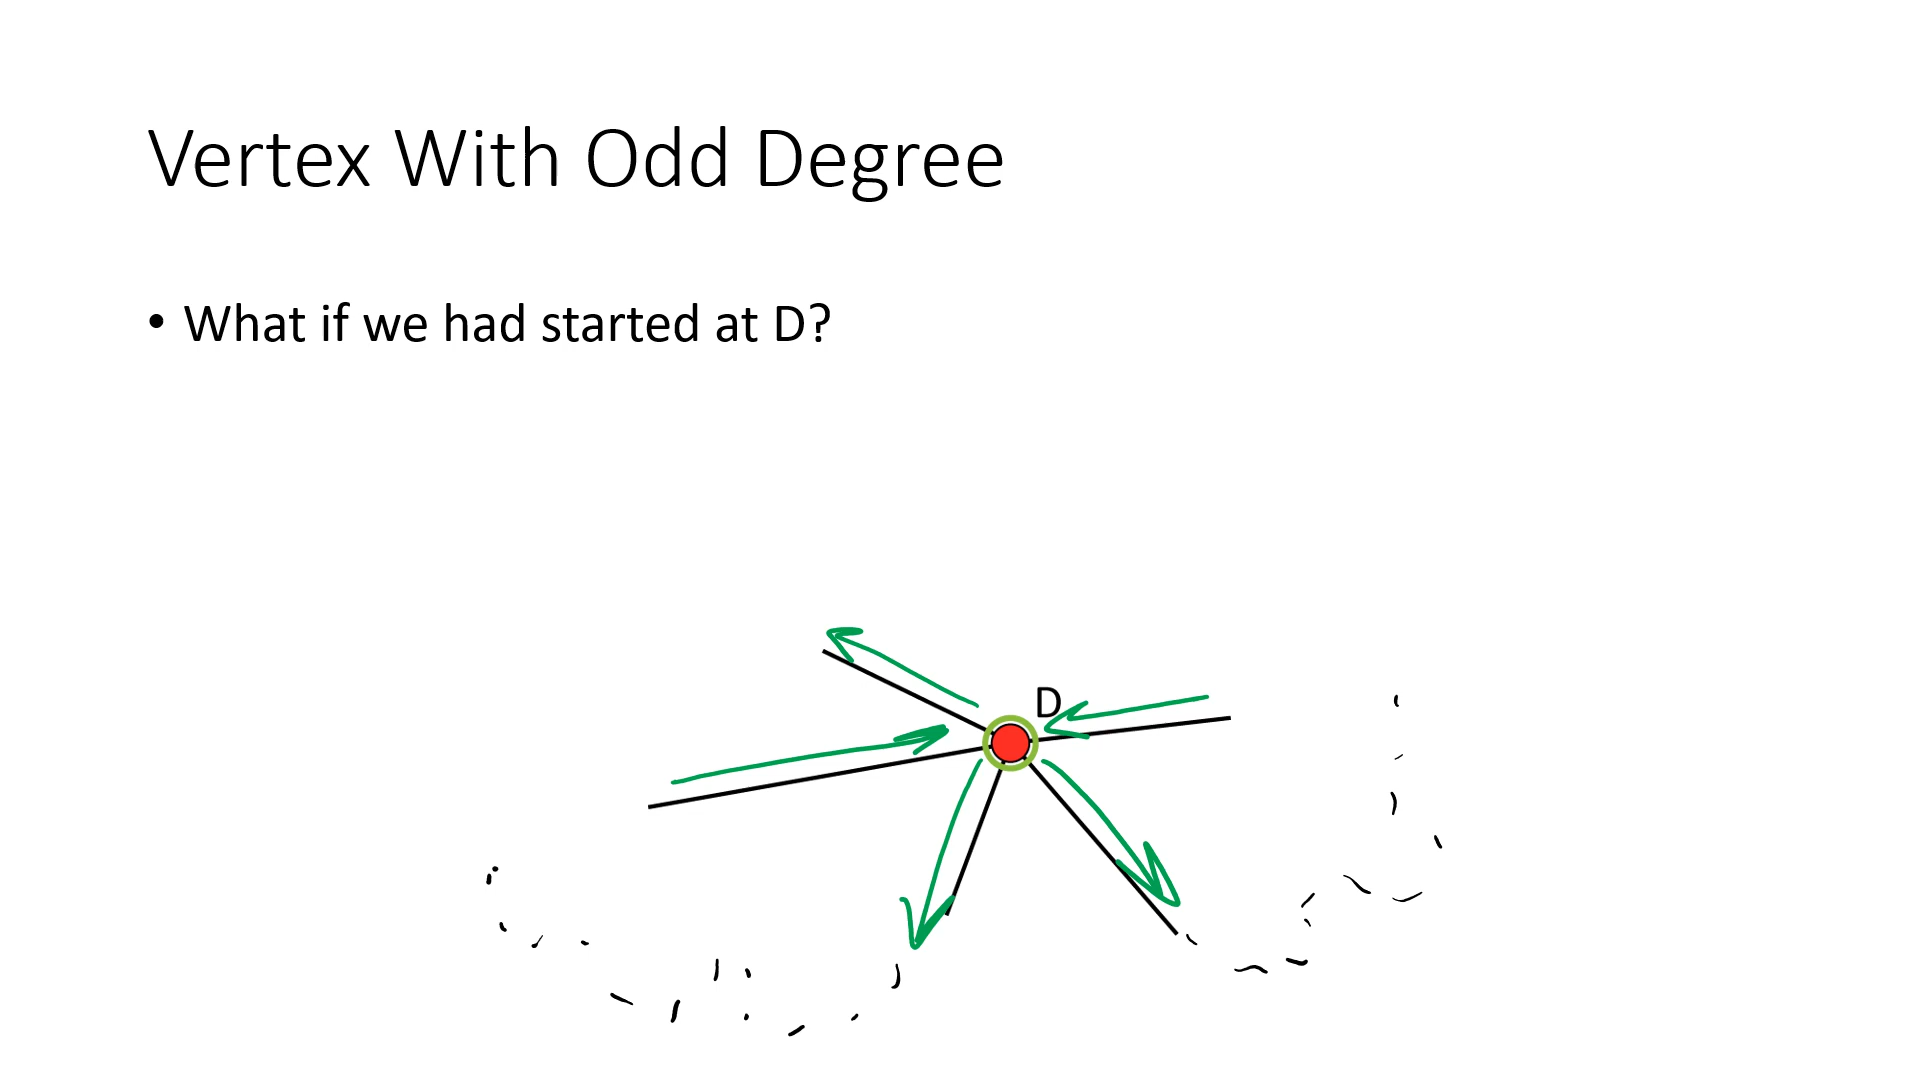 Vertex With Odd Degree
• What if we had started at D?
D